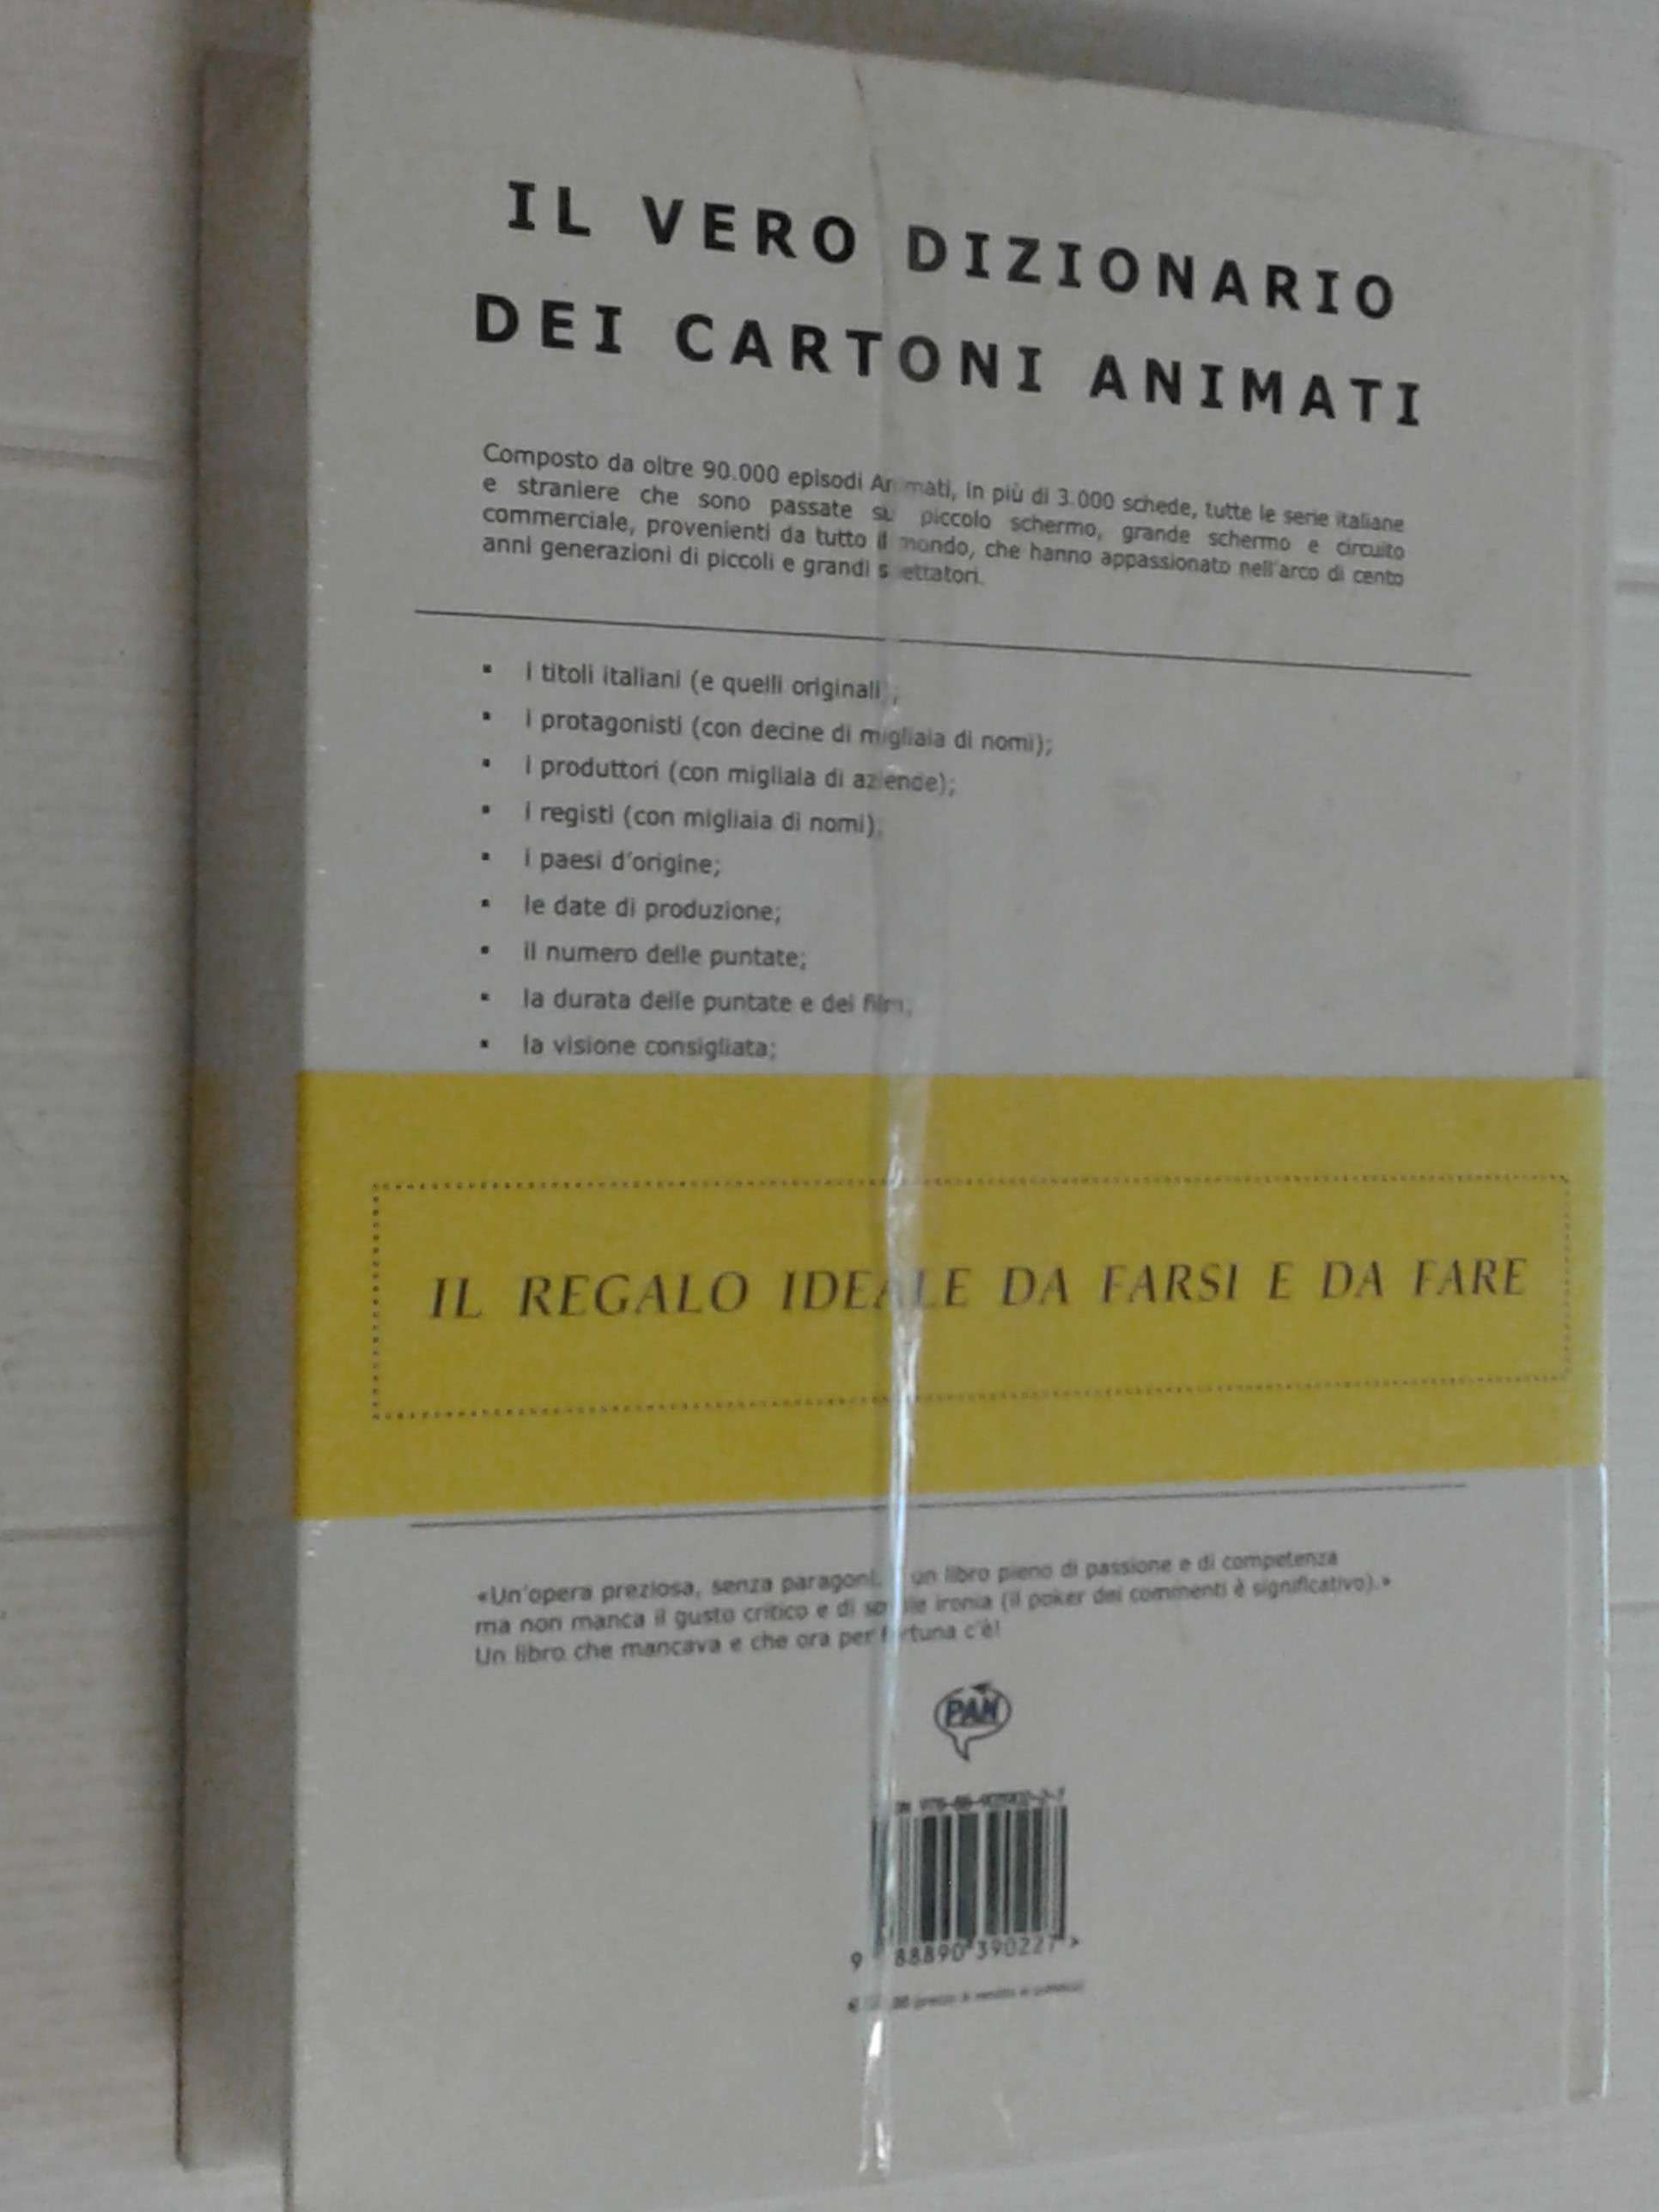 IL VERO DIZIONARIO
DEI CARTONI ANIMATI
Composto da oltre 90.000 episodi Animati, in più di 3.000 schede, tutte le serie italiane
e straniere che sono passate su piccolo schermo, grande schermo e circuito
commerciale, provenienti da tutto il mondo, che hanno appassionato nell'arco di cento
anni generazioni di piccoli e grandi spettatori.
▪ i titoli italiani (e quelli originali);
▪ i protagonisti (con decine di migliaia di nomi);
▪ i produttori (con migliaia di aziende);
▪ i registi (con migliaia di nomi);
▪ i paesi d'origine;
▪ le date di produzione;
▪ il numero delle puntate;
▪ la durata delle puntate e dei film;
▪ la visione consigliata;
IL REGALO IDEALE DA FARSI E DA FARE
«Un'opera preziosa, senza paragoni. un libro pieno di passione e di competenza
ma non manca il gusto critico e di sottile ironia (il poker dei commenti è significativo).»
Un libro che mancava e che ora per fortuna c'è!
PAN
9 88890 390227 >